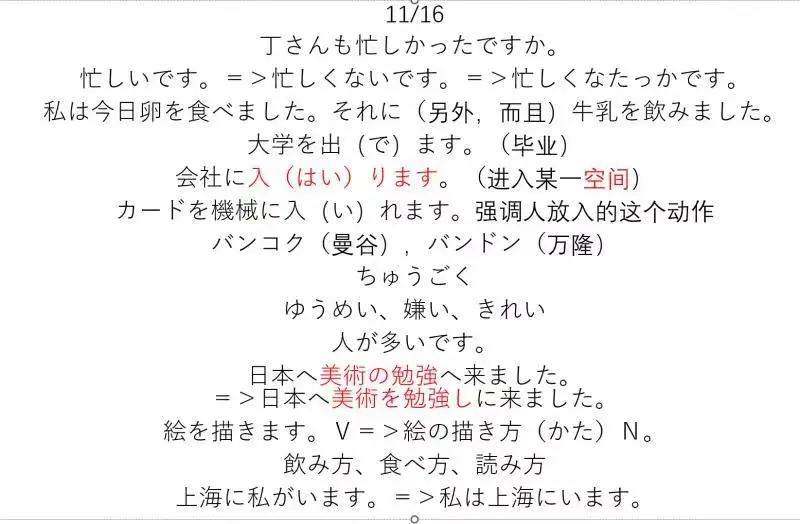 11/16
丁さんも忙しかったですか。
忙しいです。＝＞忙しくないです。＝＞忙しくなたっかです。
私は今日卵を食べました。それに（另外，而且）牛乳を飲みました。
大学を出（で）ます。（毕业）
会社に入（はい）ります。（进入某一空间）
カードを機械に入（い）れます。强调人放入的这个动作
バンコク（曼谷）, バンドン（万隆）
ちゅうごく
ゆうめい、嫌い、きれい
人が多いです。
日本へ美術の勉強へ来ました。
＝＞日本へ美術を勉強しに来ました。
絵を描きます。Ｖ＝＞絵の描き方（かた）Ｎ。
飲み方、食べ方、読み方
上海に私がいます。＝＞私は上海にいます。